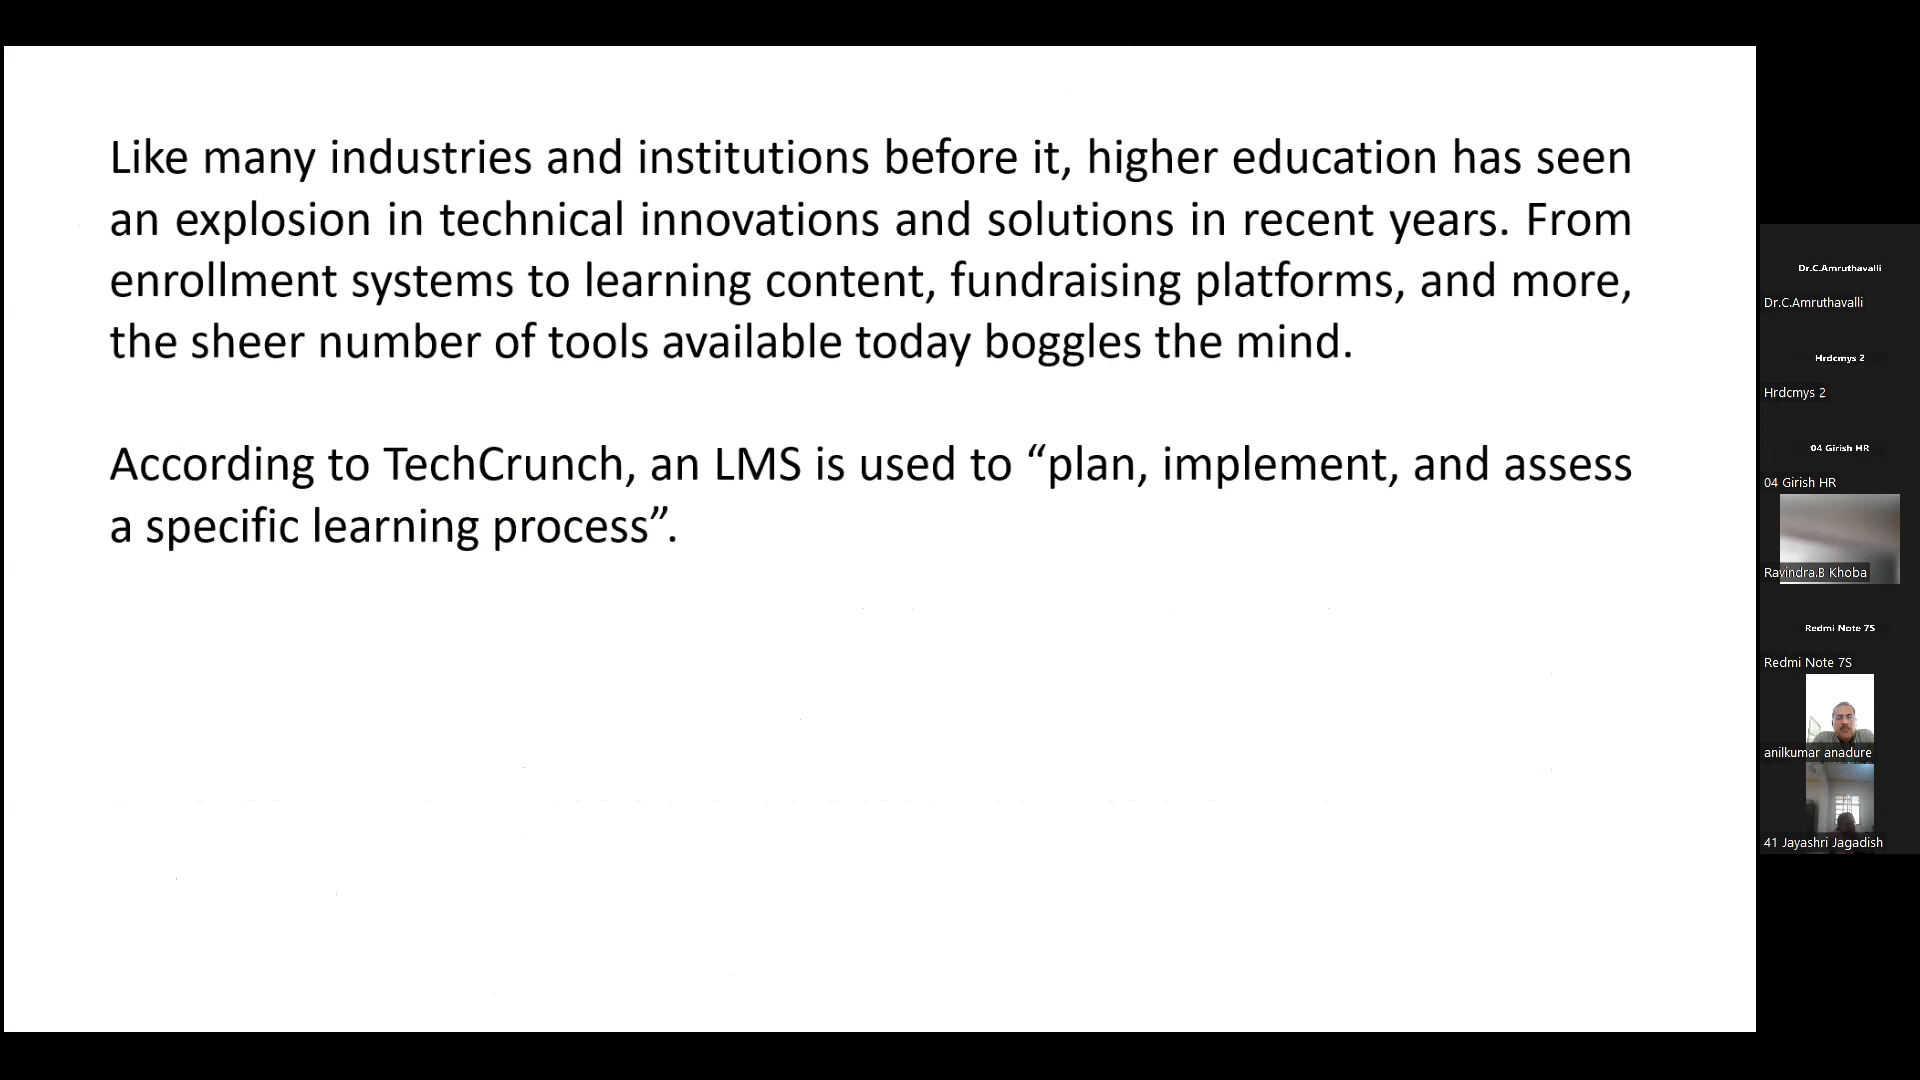 Like many industries and institutions before it, higher education has seen
an explosion in technical innovations and solutions in recent years. From
enrollment systems to learning content, fundraising platforms, and more,
the sheer number of tools available today boggles the mind.
According to TechCrunch, an LMS is used to “plan, implement, and assess
a specific learning process”.
Dr.C.Amruthavalli
Dr.C.Amruthavalli
Hrdcmys 2
Hrdcmys 2
04 Girish HR
04 Girish HR
Ravindra.B Khoba
Redmi Note 7S
Redmi Note 7S
anilkumar anadure
41 Jayashri Jagadish